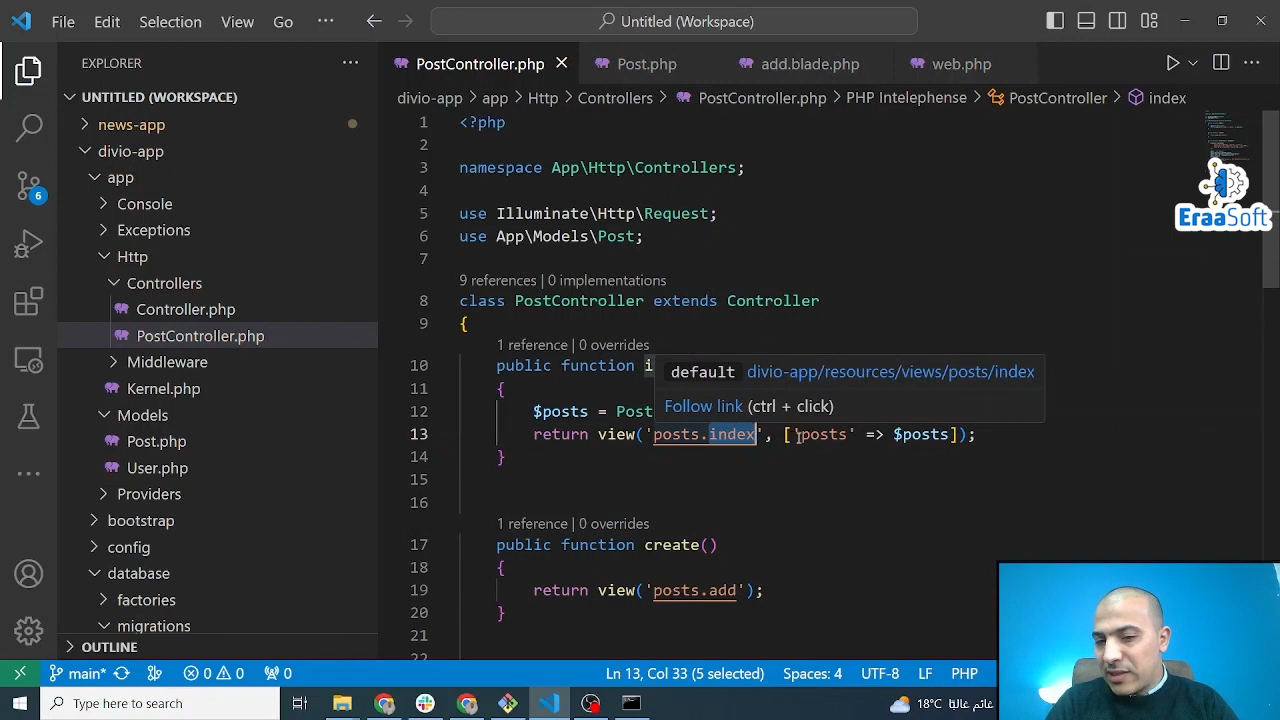 File Edit Selection View Go ··· Untitled (Workspace)
EXPLORER ···
UNTITLED (WORKSPACE)
news-app
divio-app
app
Console
Exceptions
Http
Controllers
Controller.php
PostController.php
Middleware
Kernel.php
Models
Post.php
User.php
Providers
bootstrap
config
database
factories
migrations
OUTLINE
6
PostController.php Post.php add.blade.php web.php
divio-app > app > Http > Controllers > PostController.php > PHP Intelephense > PostController > index
1 <?php
2
3 namespace App\Http\Controllers;
4
5 use Illuminate\Http\Request;
6 use App\Models\Post;
7
9 references | 0 implementations
8 class PostController extends Controller
9 {
1 reference | 0 overrides
10 public function i
default divio-app/resources/views/posts/index
Follow link (ctrl + click)
11 {
12 $posts = Post
13 return view('posts.index', ['posts' => $posts]);
14 }
15
16
1 reference | 0 overrides
17 public function create()
18 {
19 return view('posts.add');
20 }
21
22
EraaSoft
main* 0 0 0 Ln 13, Col 33 (5 selected) Spaces: 4 UTF-8 LF PHP
Type here to search 18°C غائم غالبًا